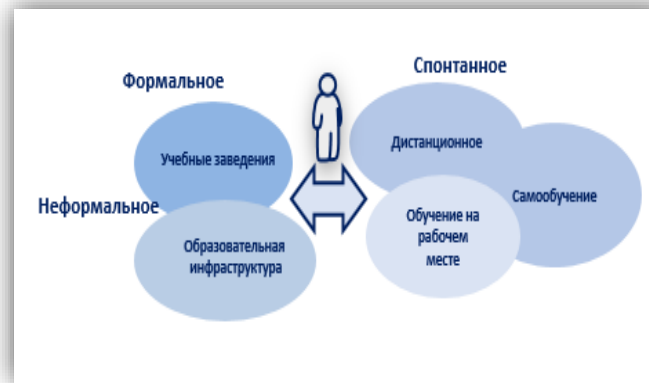 Формальное
Спонтанное
Учебные заведения
Дистанционное
Неформальное
Самообучение
Образовательная
инфраструктура
Обучение на
рабочем
месте